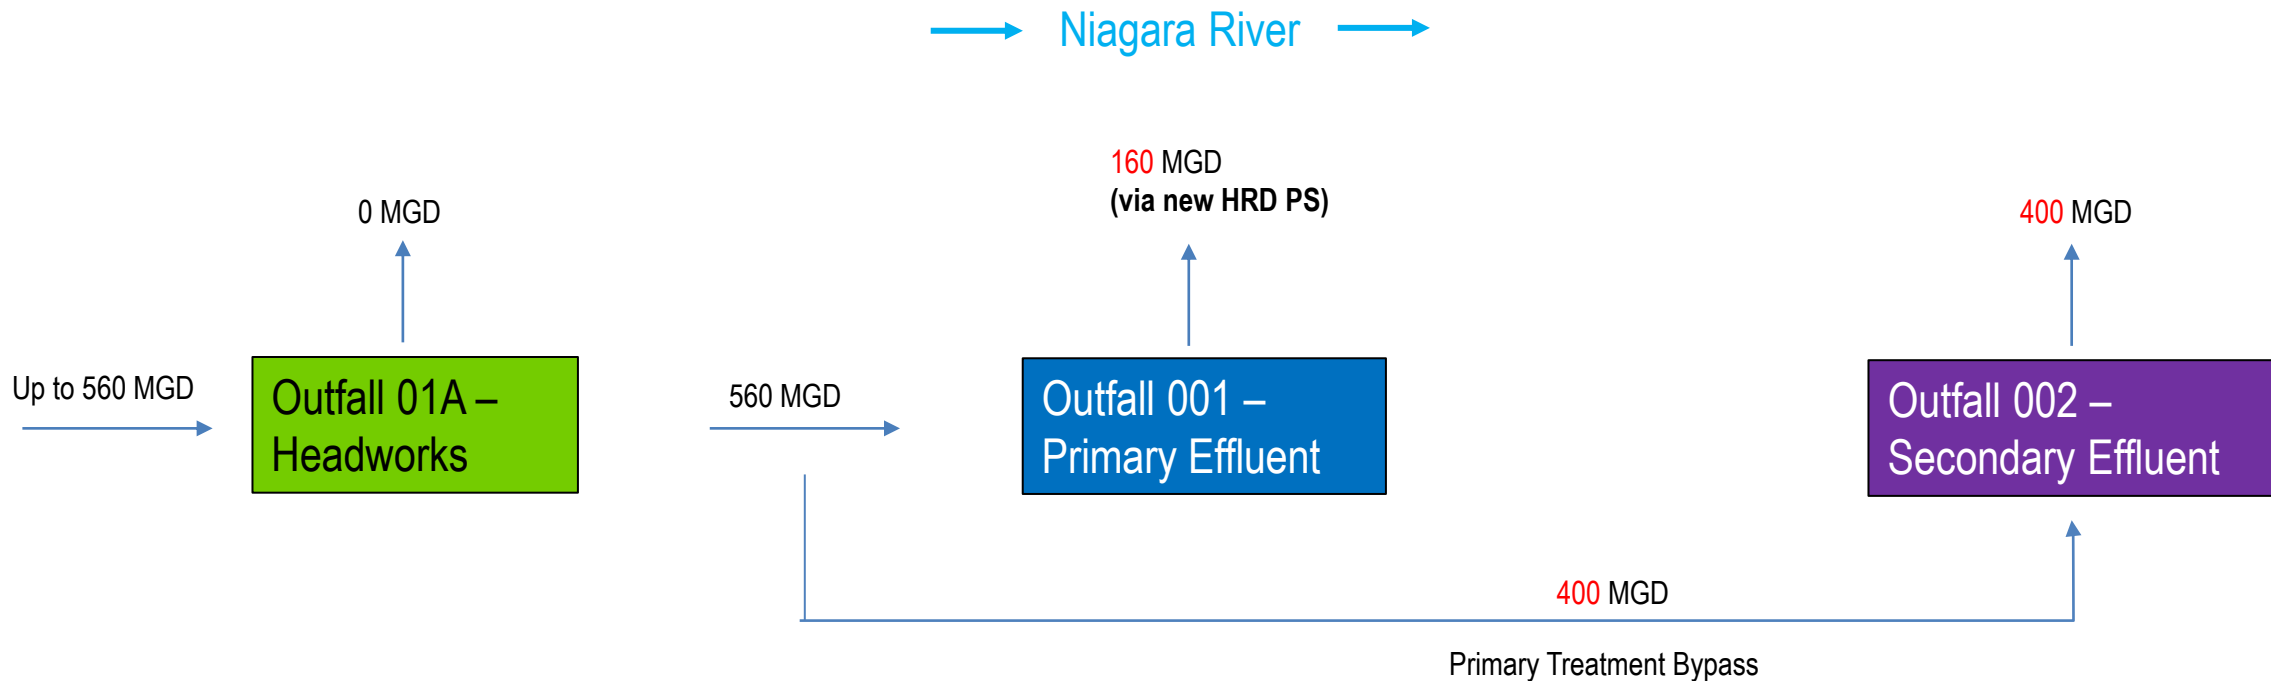 Niagara River
160 MGD
(via new HRD PS)
0 MGD
400 MGD
Up to 560 MGD
Outfall 01A –
Headworks
560 MGD
Outfall 001 –
Primary Effluent
Outfall 002 –
Secondary Effluent
400 MGD
Primary Treatment Bypass